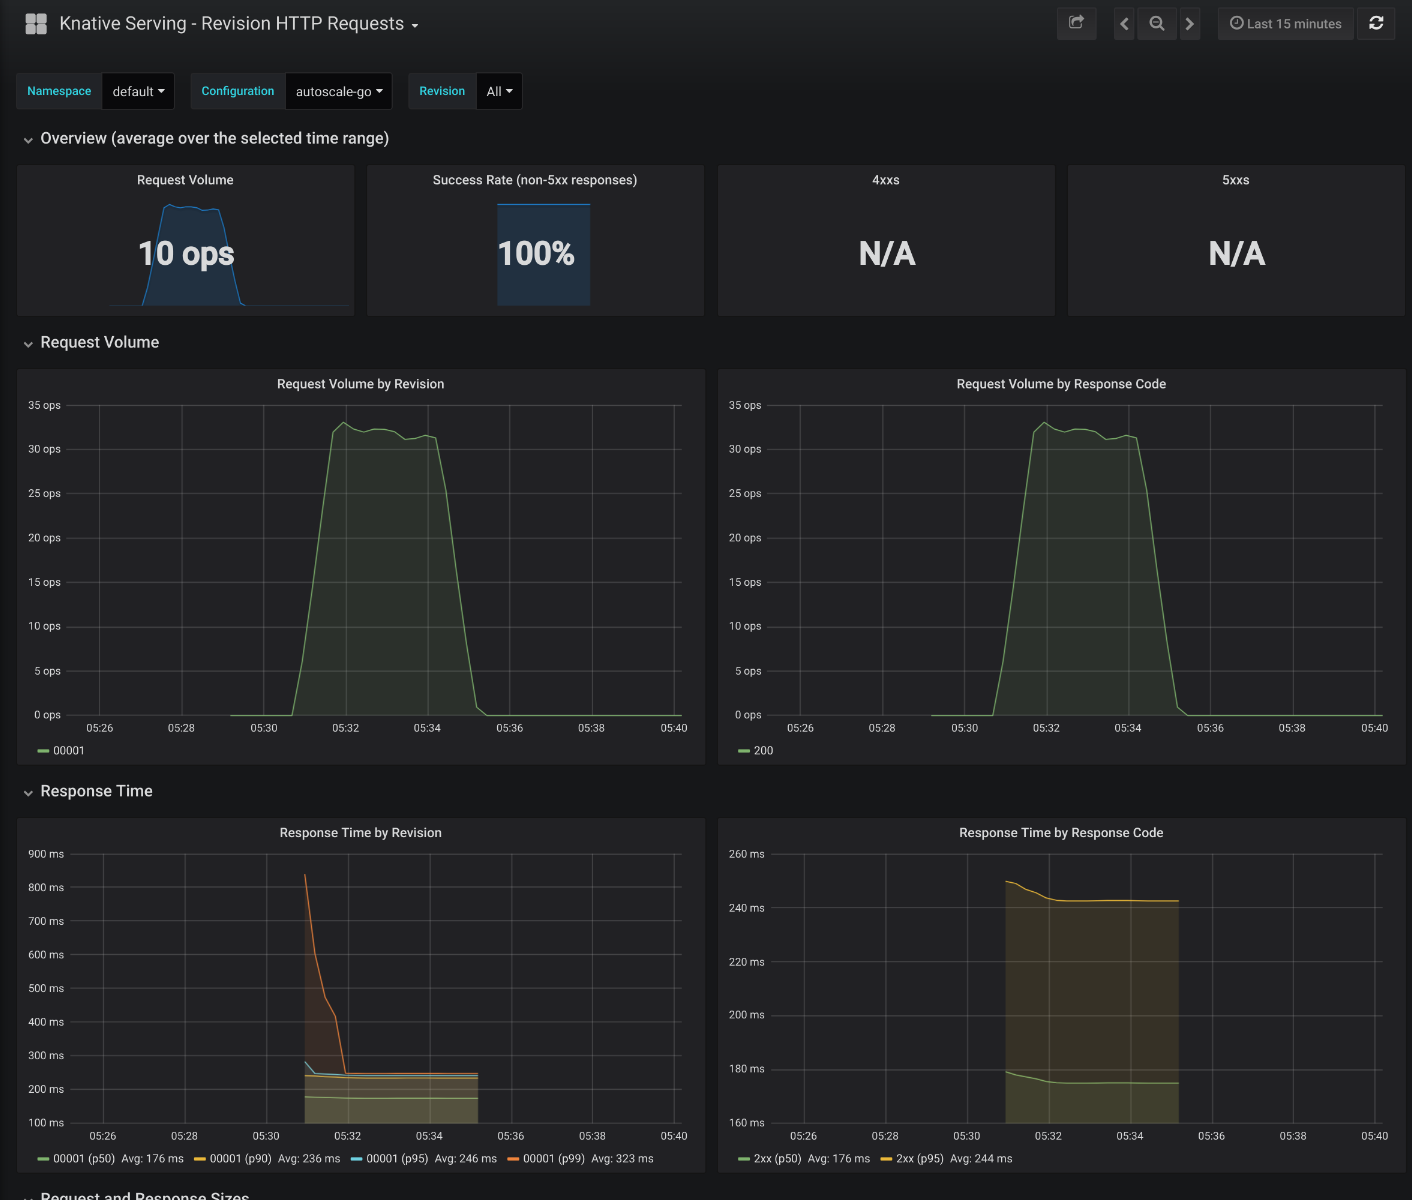 Knative Serving - Revision HTTP Requests
Last 15 minutes
Namespace default Configuration autoscale-go Revision All
Overview (average over the selected time range)
Request Volume
10 ops
Success Rate (non-5xx responses)
100%
4xxs
N/A
5xxs
N/A
Request Volume
Request Volume by Revision
35 ops
30 ops
25 ops
20 ops
15 ops
10 ops
5 ops
0 ops
05:26 05:28 05:30 05:32 05:34 05:36 05:38 05:40
00001
Request Volume by Response Code
35 ops
30 ops
25 ops
20 ops
15 ops
10 ops
5 ops
0 ops
05:26 05:28 05:30 05:32 05:34 05:36 05:38 05:40
200
Response Time
Response Time by Revision
900 ms
800 ms
700 ms
600 ms
500 ms
400 ms
300 ms
200 ms
100 ms
05:26 05:28 05:30 05:32 05:34 05:36 05:38 05:40
00001 (p50) Avg: 176 ms 00001 (p90) Avg: 236 ms 00001 (p95) Avg: 246 ms 00001 (p99) Avg: 323 ms
Response Time by Response Code
260 ms
240 ms
220 ms
200 ms
180 ms
160 ms
05:26 05:28 05:30 05:32 05:34 05:36 05:38 05:40
2xx (p50) Avg: 176 ms 2xx (p95) Avg: 244 ms
Request and Response Sizes